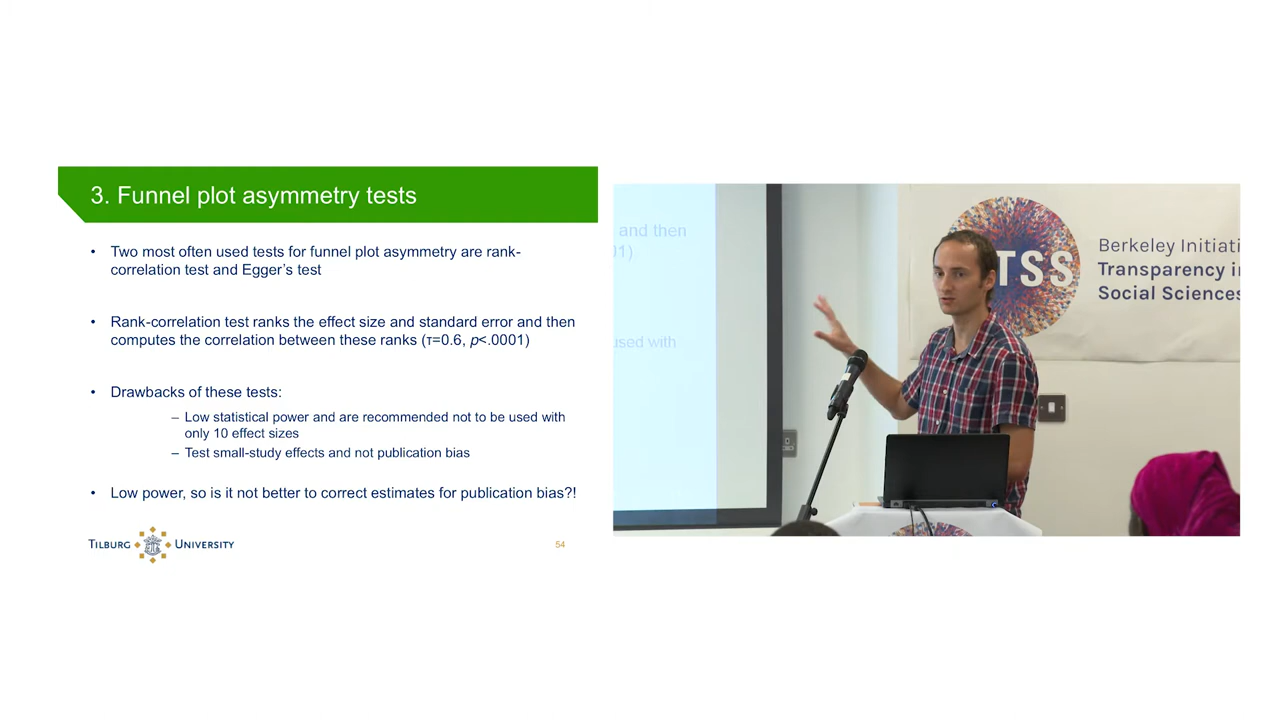 3. Funnel plot asymmetry tests
• Two most often used tests for funnel plot asymmetry are rank-
correlation test and Egger's test
• Rank-correlation test ranks the effect size and standard error and then
computes the correlation between these ranks (τ=0.6, p<.0001)
• Drawbacks of these tests:
– Low statistical power and are recommended not to be used with
only 10 effect sizes
– Test small-study effects and not publication bias
• Low power, so is it not better to correct estimates for publication bias?!
TILBURG UNIVERSITY
54
and then
01)
used with
TSS
Berkeley Initiati
Transparency in
Social Sciences